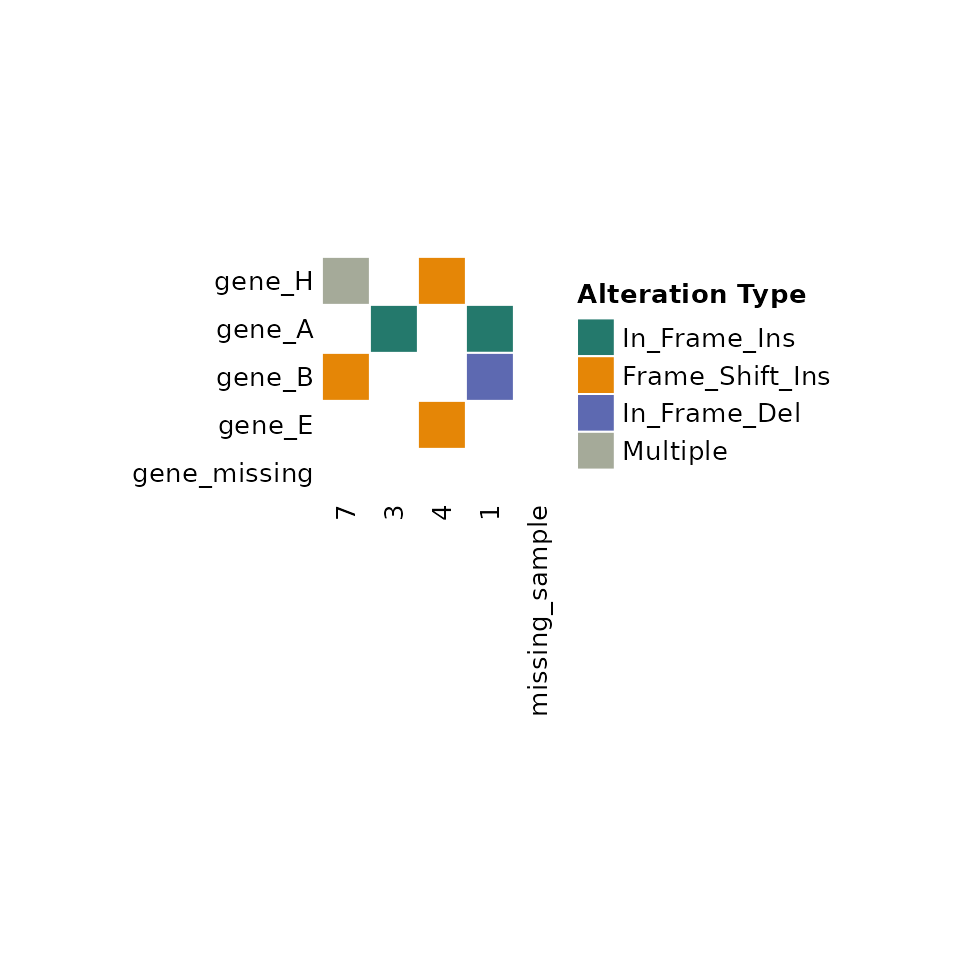 gene_H
gene_A
gene_B
gene_E
gene_missing
7
3
4
1
missing_sample
Alteration Type
In_Frame_Ins
Frame_Shift_Ins
In_Frame_Del
Multiple